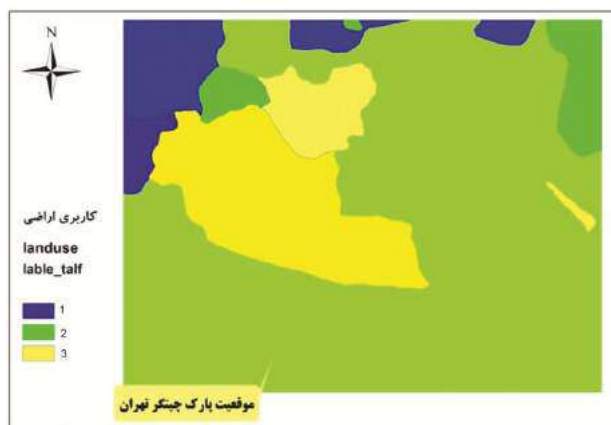 N
کاربری اراضی
landuse
lable_talf
1
2
3
موقعیت پارک چیتگر تهران